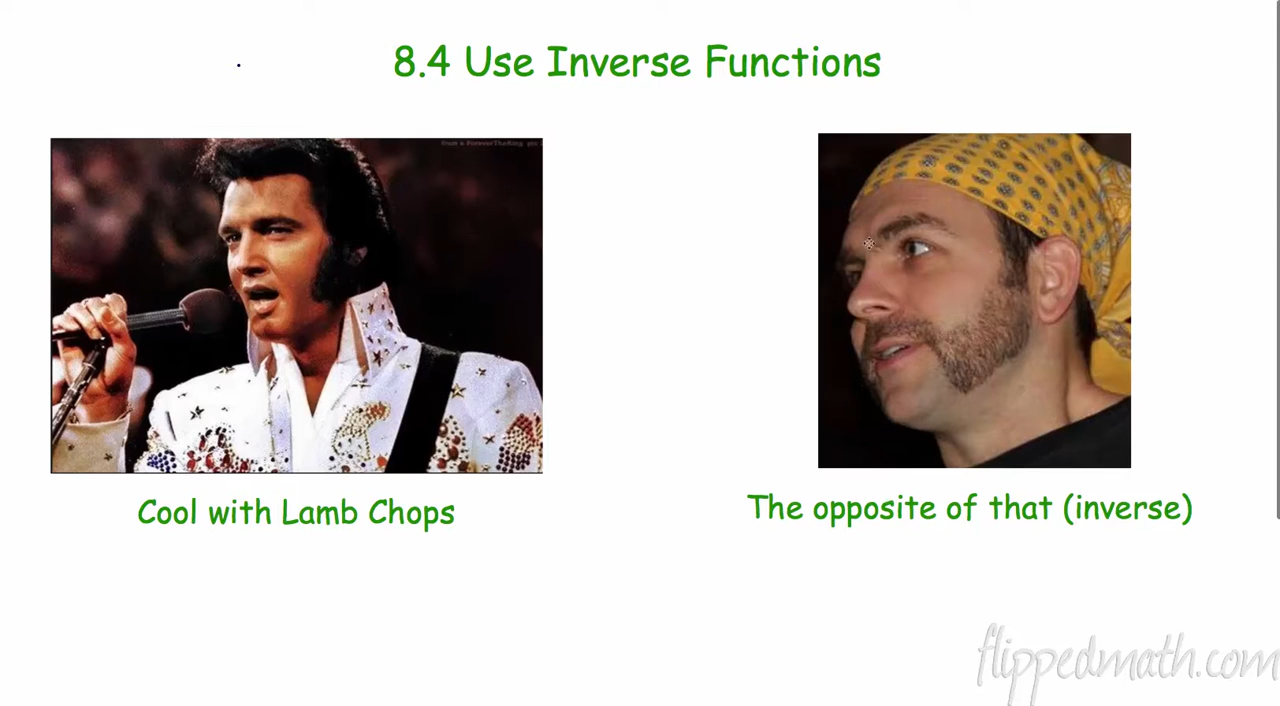 8.4 Use Inverse Functions
Cool with Lamb Chops
The opposite of that (inverse)
flippedmath.com